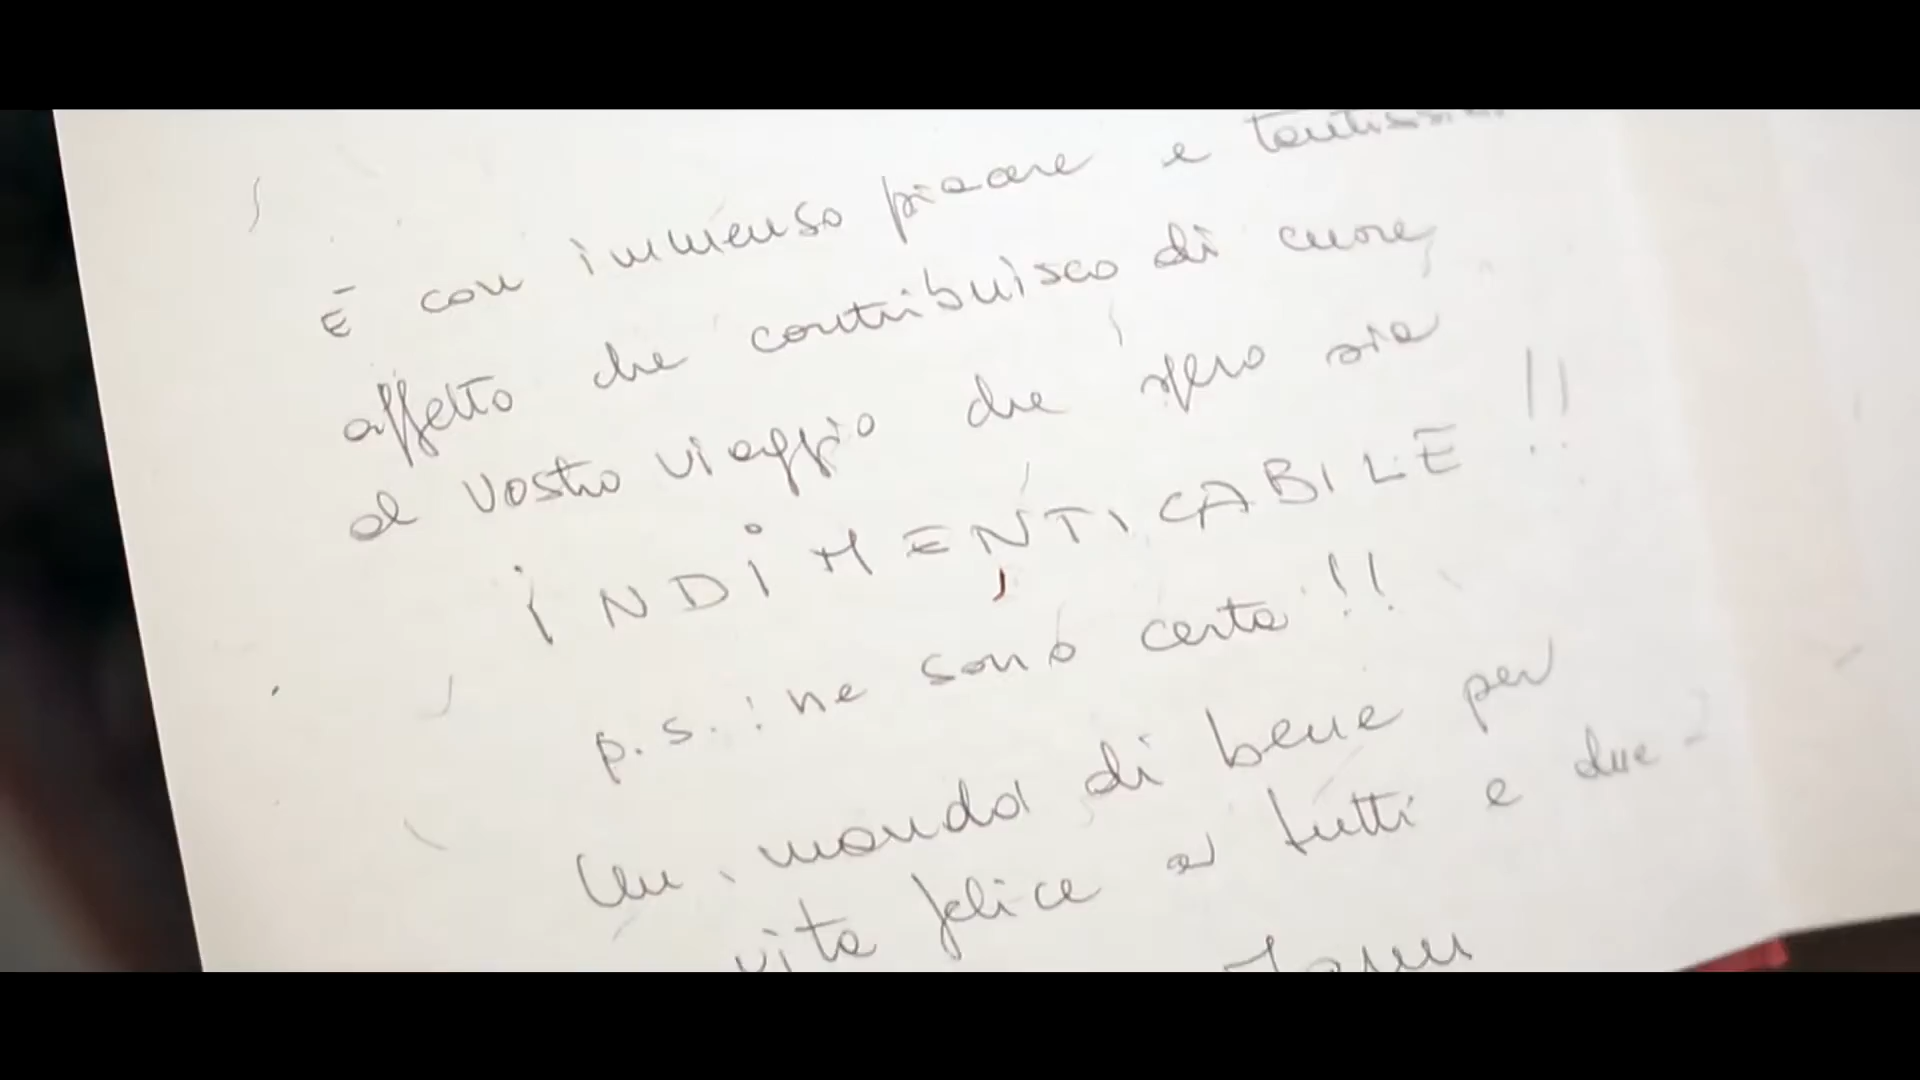 È con immenso piacere e tantissimo
affetto che contribuisco di cuore,
al vostro viaggio che spero sia
iNDiMENTICABILE !!
p.s.: ne sono certa !!
Un mondo di bene per
vita felice a tutti e due -